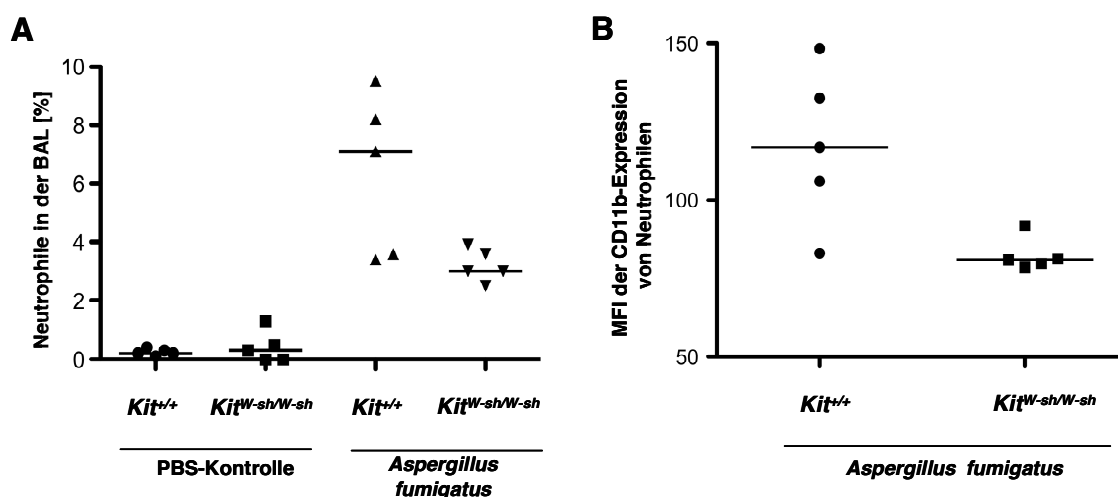 A
Neutrophile in der BAL [%]
10
8
6
4
2
0
Kit+/+
KitW-sh/W-sh
Kit+/+
KitW-sh/W-sh
PBS-Kontrolle
Aspergillus
fumigatus
B
MFI der CD11b-Expression
von Neutrophilen
150
100
50
Kit+/+
KitW-sh/W-sh
Aspergillus fumigatus